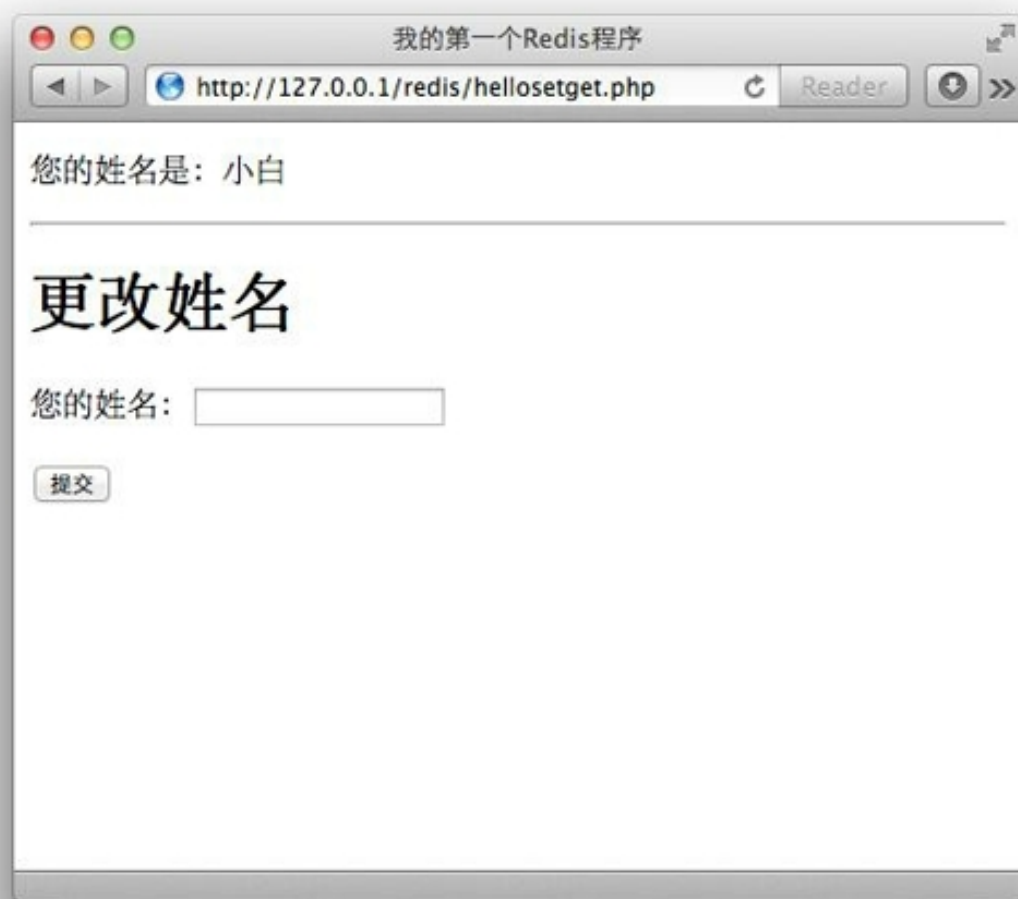 我的第一个Redis程序
http://127.0.0.1/redis/hellosetget.php Reader
您的姓名是：小白
更改姓名
您的姓名：
提交